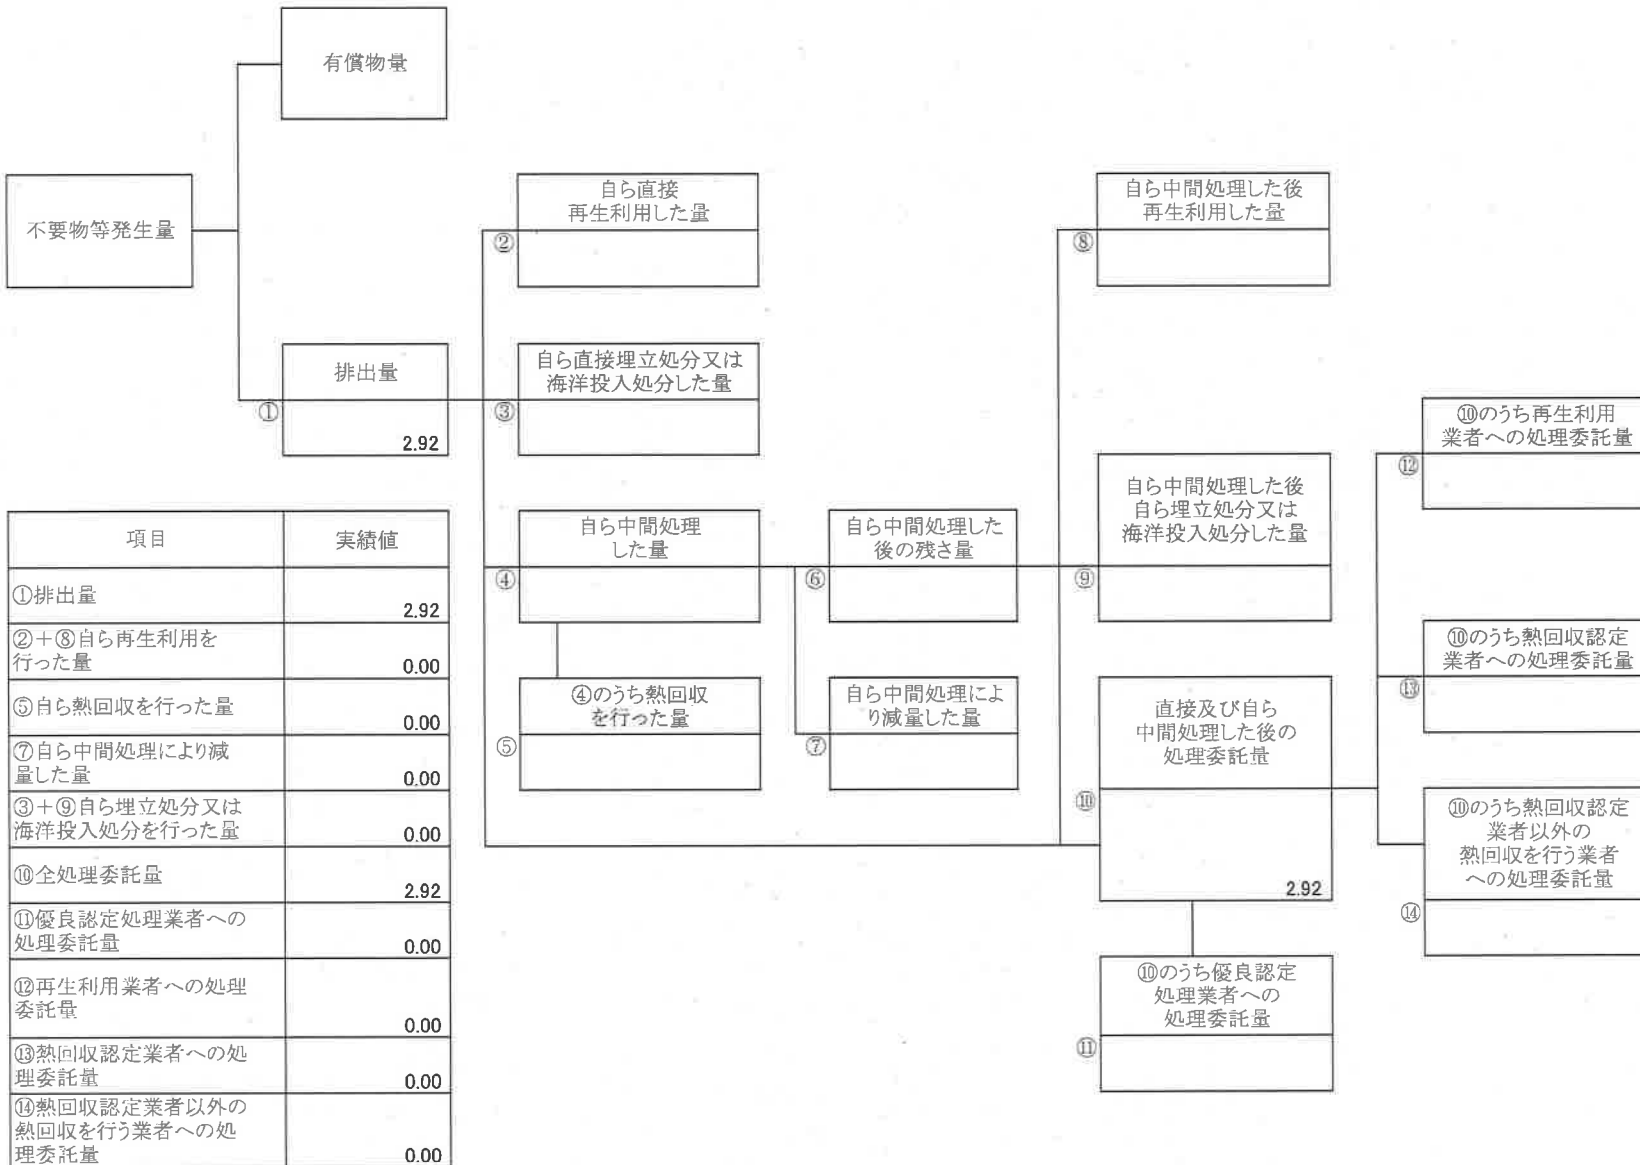 有償物量
不要物等発生量
排出量
①
2.92
自ら直接
再生利用した量
②
自ら直接埋立処分又は
海洋投入処分した量
③
自ら中間処理
した量
④
④のうち熱回収
を行った量
⑤
自ら中間処理した
後の残さ量
⑥
自ら中間処理によ
り減量した量
⑦
自ら中間処理した後
再生利用した量
⑧
自ら中間処理した後
自ら埋立処分又は
海洋投入処分した量
⑨
直接及び自ら
中間処理した後の
処理委託量
⑩
2.92
⑩のうち優良認定
処理業者への
処理委託量
⑪
⑩のうち再生利用
業者への処理委託量
⑫
⑩のうち熱回収認定
業者への処理委託量
⑬
⑩のうち熱回収認定
業者以外の
熱回収を行う業者
への処理委託量
⑭
項目 実績値
①排出量
2.92
②+⑧自ら再生利用を
行った量
0.00
⑤自ら熱回収を行った量
0.00
⑦自ら中間処理により減
量した量
0.00
③+⑨自ら埋立処分又は
海洋投入処分を行った量
0.00
⑩全処理委託量
2.92
⑪優良認定処理業者への
処理委託量
0.00
⑫再生利用業者への処理
委託量
0.00
⑬熱回収認定業者への処
理委託量
0.00
⑭熱回収認定業者以外の
熱回収を行う業者への処
理委託量
0.00